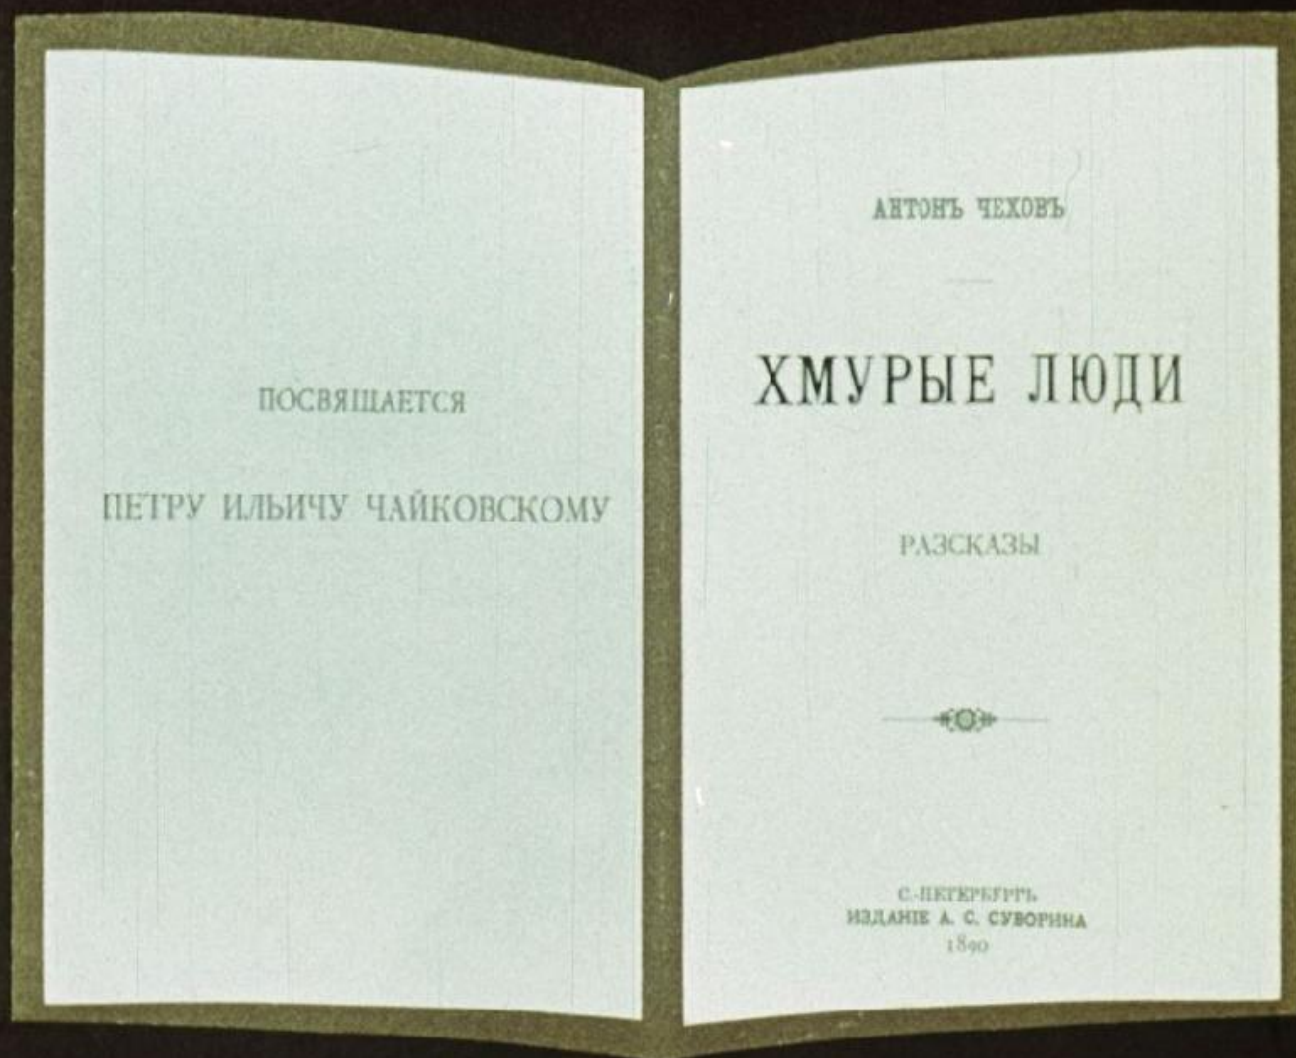 ПОСВЯЩАЕТСЯ
ПЕТРУ ИЛЬИЧУ ЧАЙКОВСКОМУ
АНТОНЪ ЧЕХОВЪ
ХМУРЫЕ ЛЮДИ
РАЗСКАЗЫ
С.-ПЕТЕРБУРГЪ
ИЗДАНІЕ А. С. СУВОРИНА
1890